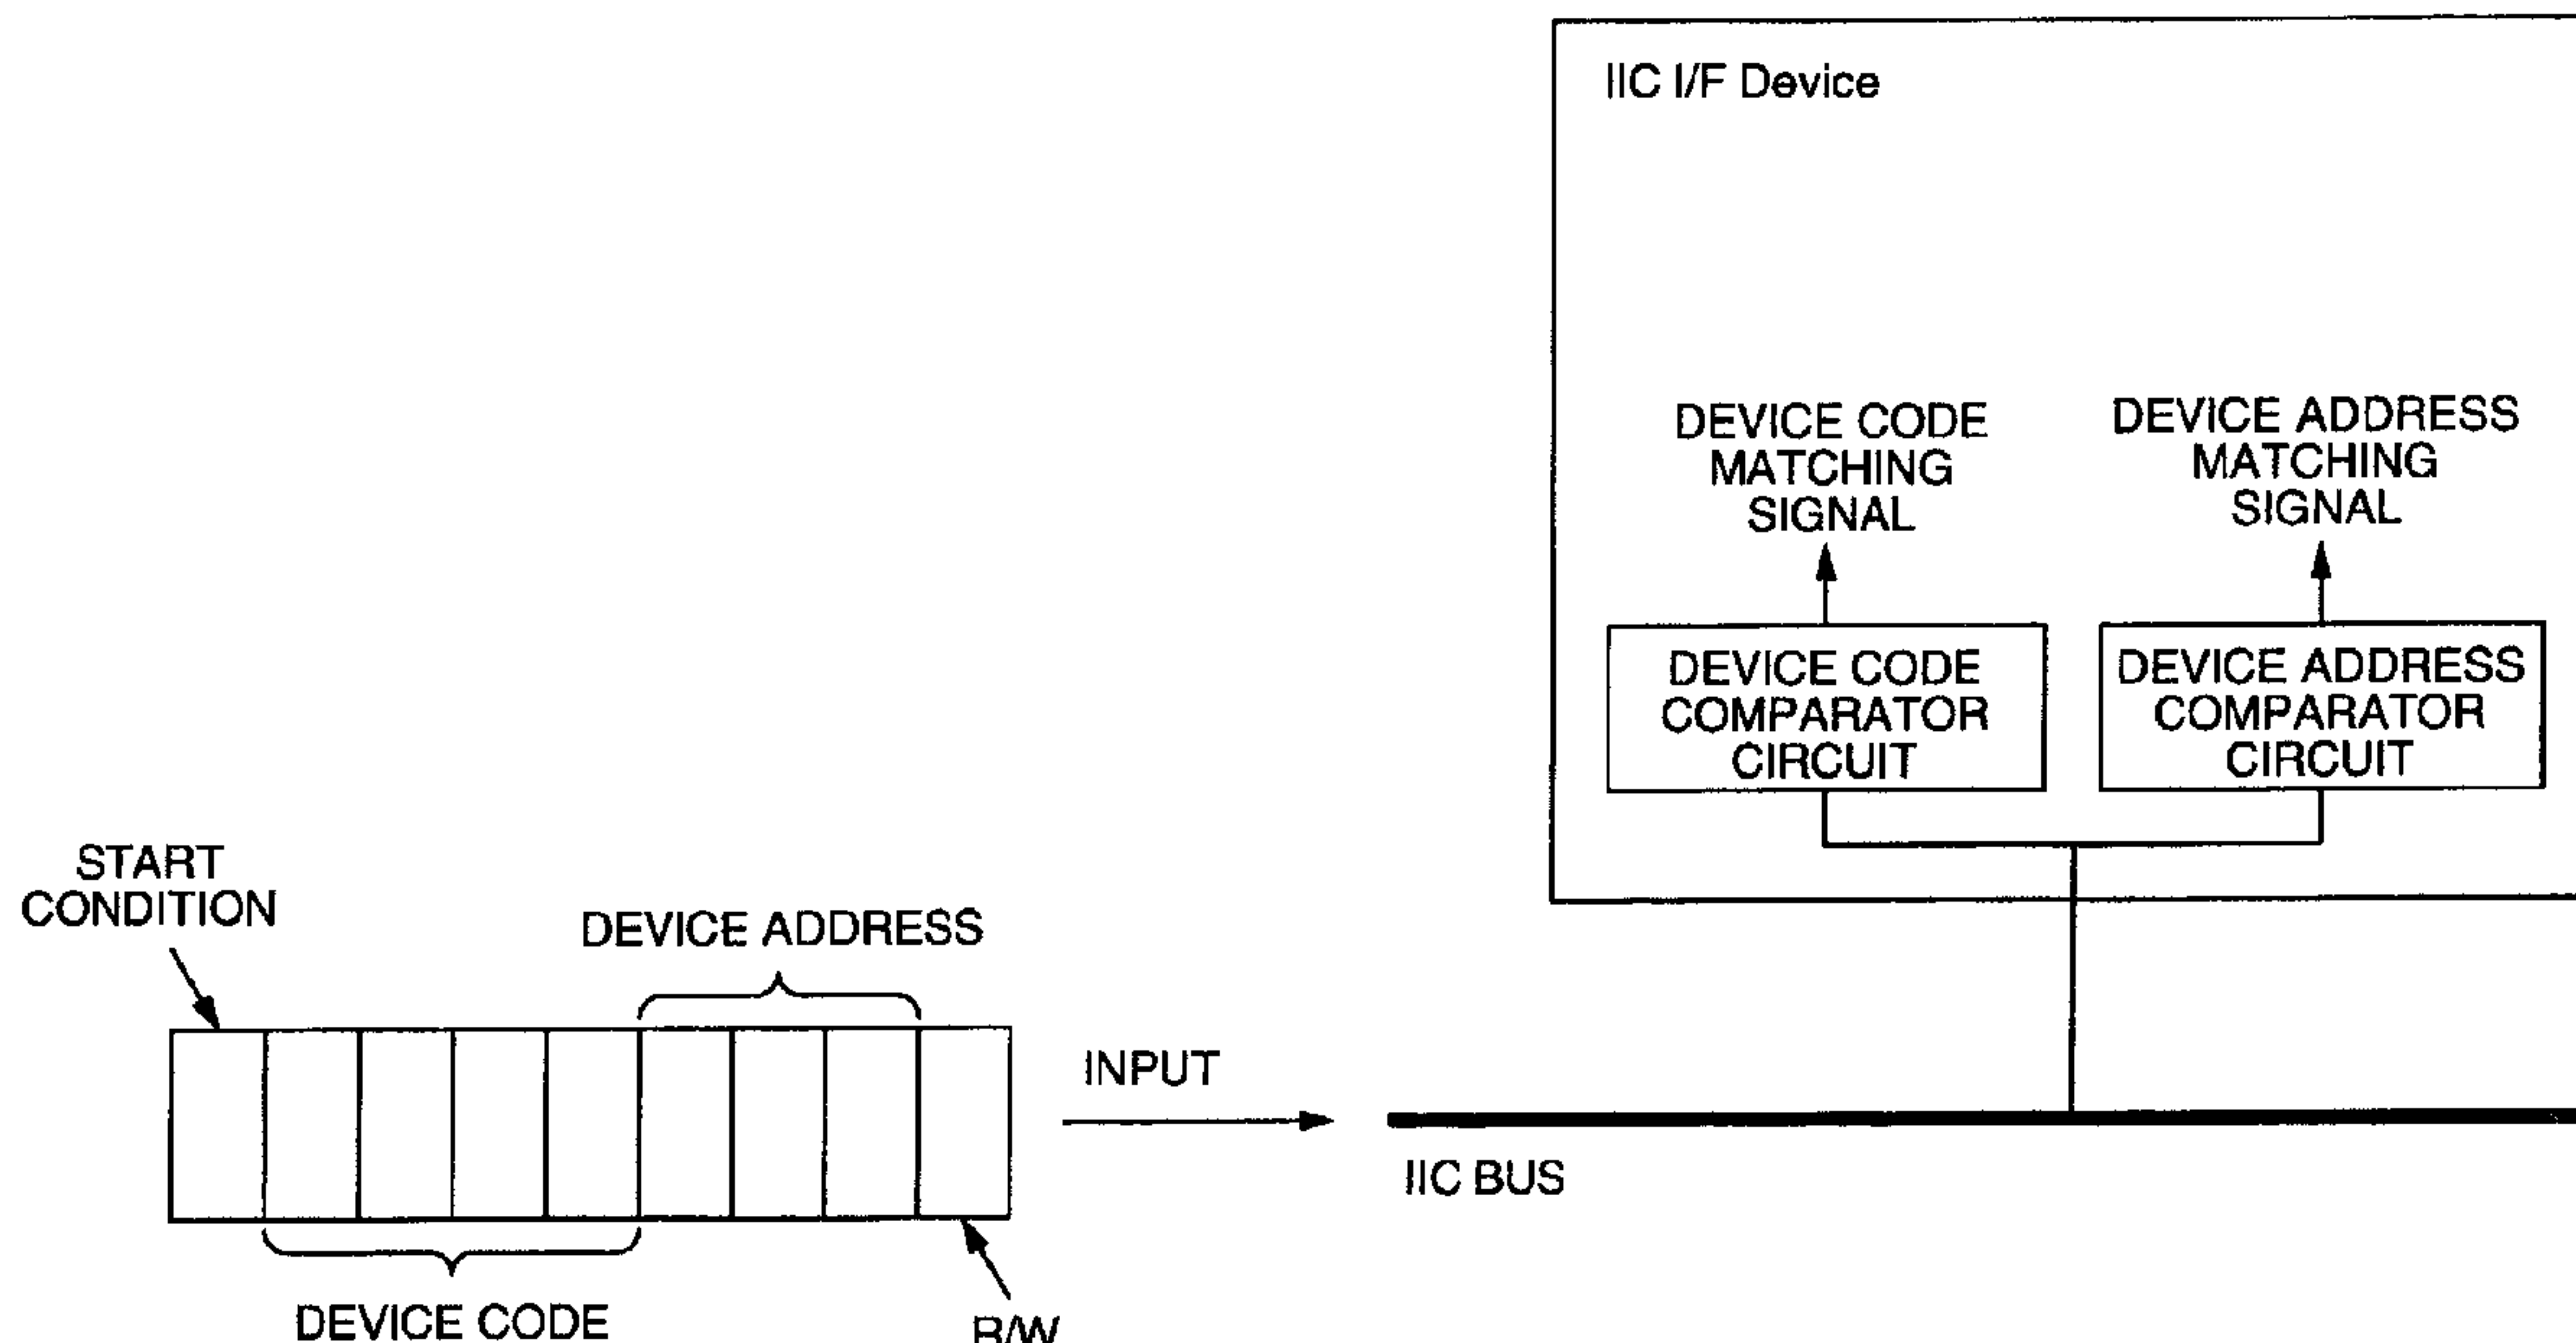 IIC I/F Device
DEVICE CODE
MATCHING
SIGNAL
DEVICE ADDRESS
MATCHING
SIGNAL
DEVICE CODE
COMPARATOR
CIRCUIT
DEVICE ADDRESS
COMPARATOR
CIRCUIT
START
CONDITION
DEVICE ADDRESS
INPUT
IIC BUS
DEVICE CODE
R/W